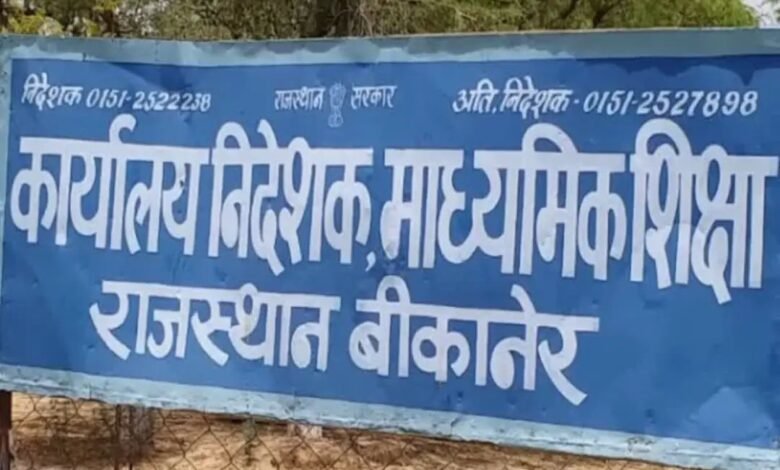 निदेशक 0151-2522238 राजस्थान सरकार अति. निदेशक - 0151-2527898
कार्यालय निदेशक, माध्यमिक शिक्षा
राजस्थान बीकानेर